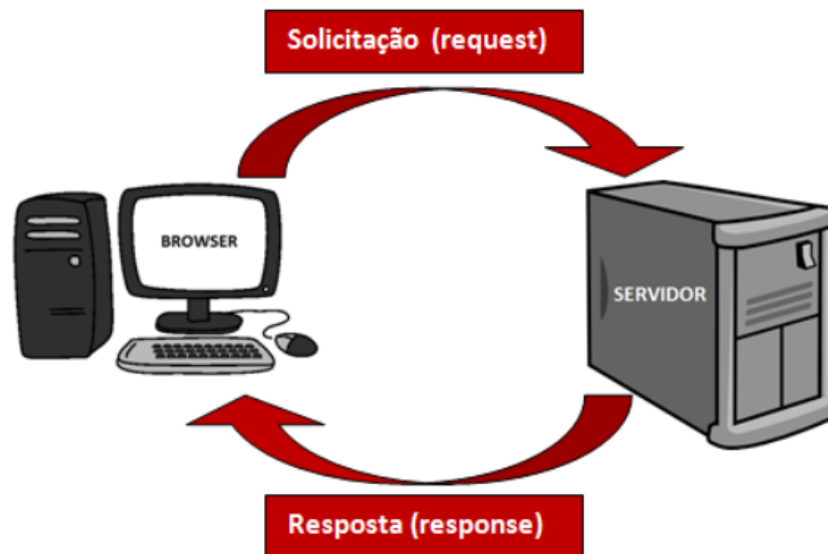 Solicitação (request)
BROWSER
SERVIDOR
Resposta (response)